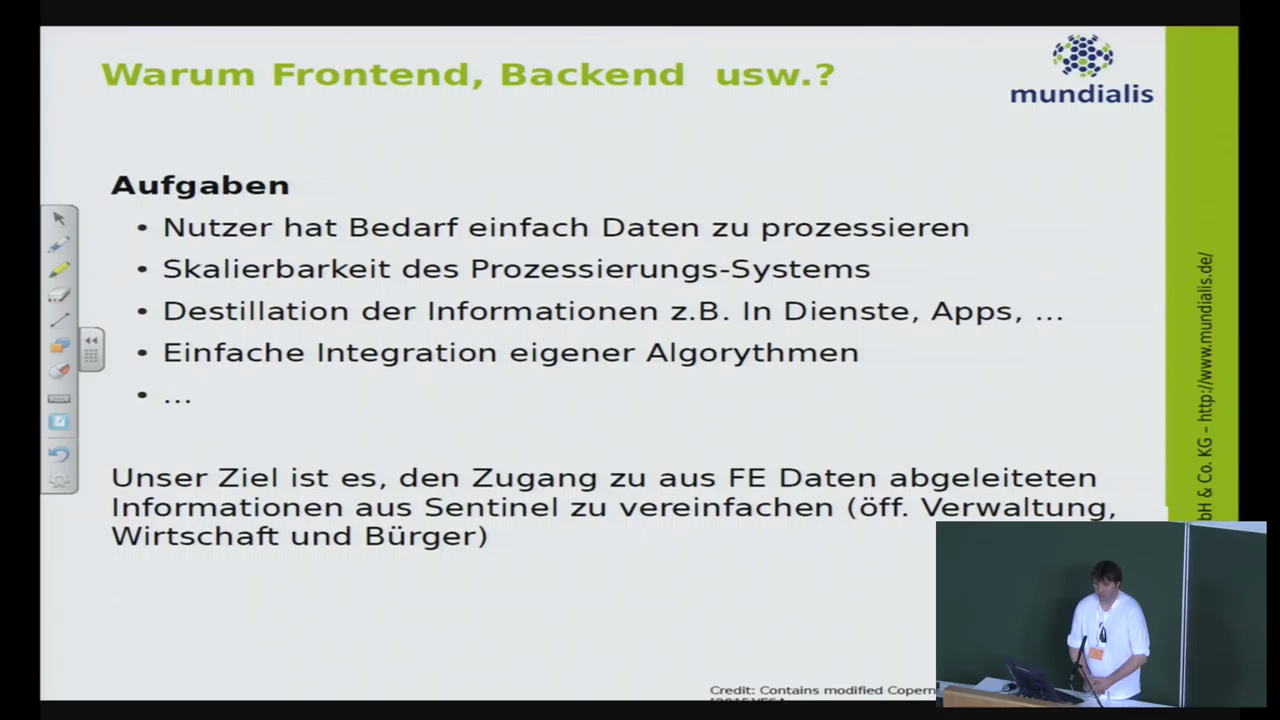 Warum Frontend, Backend usw.?
mundialis
Aufgaben
• Nutzer hat Bedarf einfach Daten zu prozessieren
• Skalierbarkeit des Prozessierungs-Systems
• Destillation der Informationen z.B. In Dienste, Apps, ...
• Einfache Integration eigener Algorythmen
• ...
Unser Ziel ist es, den Zugang zu aus FE Daten abgeleiteten
Informationen aus Sentinel zu vereinfachen (öff. Verwaltung,
Wirtschaft und Bürger)
bH & Co. KG – http://www.mundialis.de/
Credit: Contains modified Copern